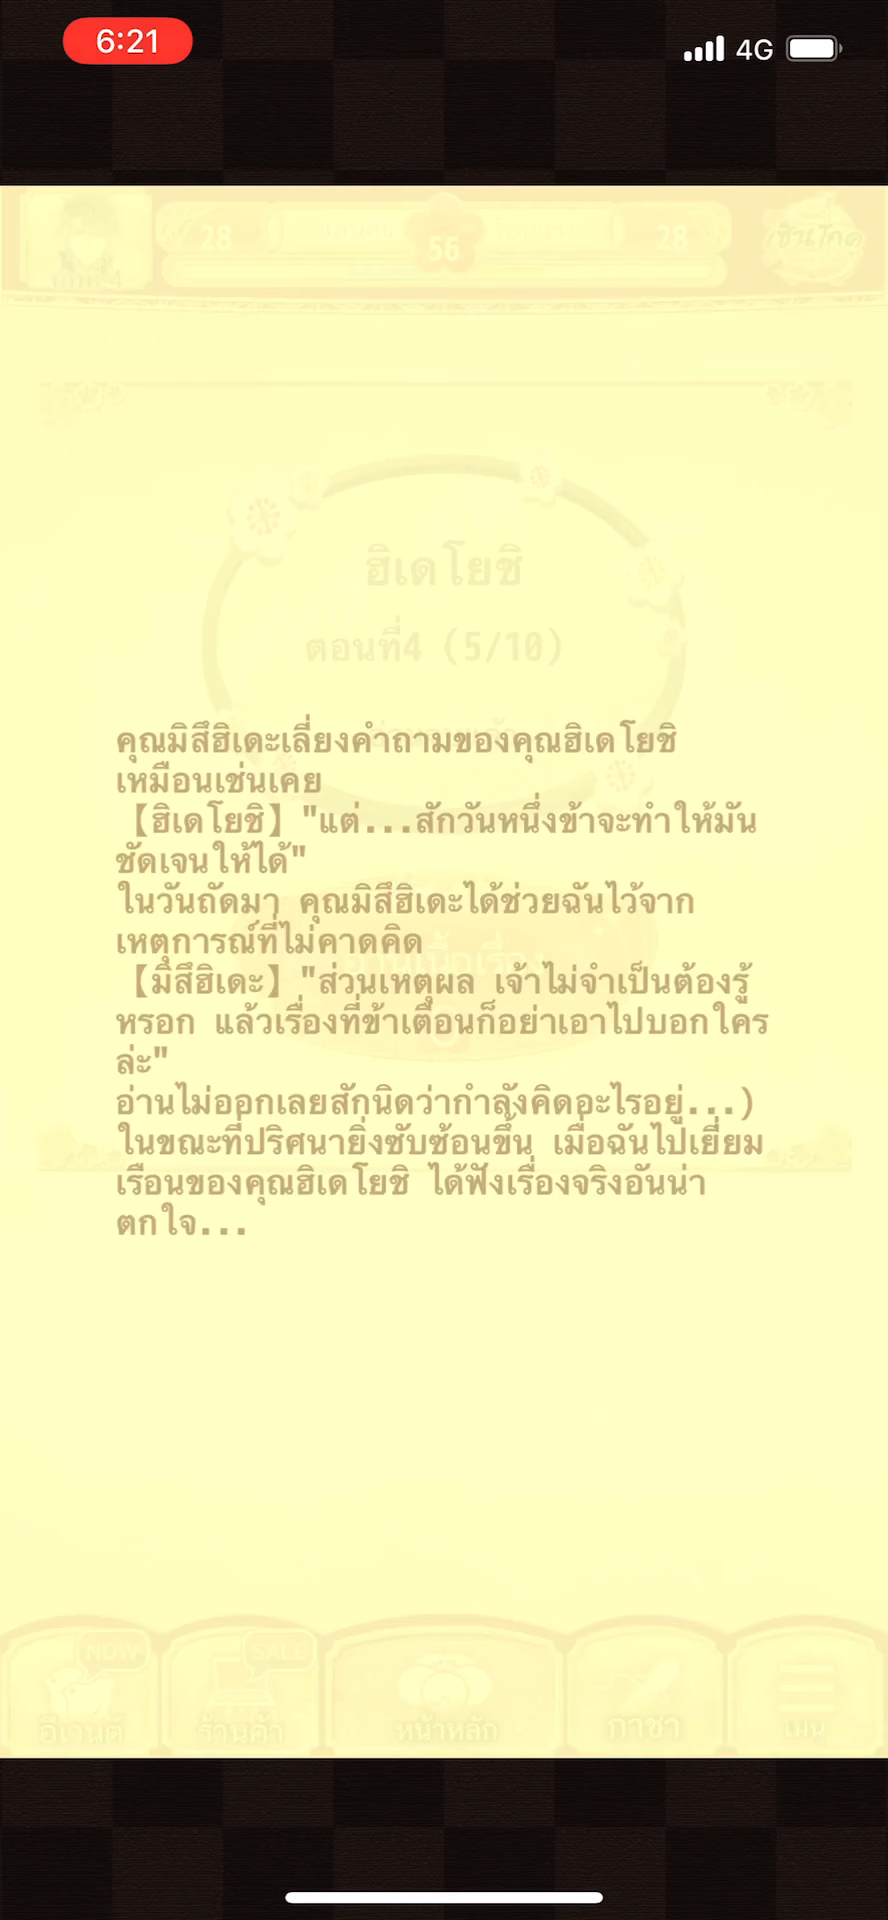 6:21
4G
28
56
28
เซ็นโกคุ
ฮิเดโยชิ
ตอนที่4 (5/10)
คุณมิสึฮิเดะเลี่ยงคำถามของคุณฮิเดโยชิ
เหมือนเช่นเคย
【ฮิเดโยชิ】"แต่...สักวันหนึ่งข้าจะทำให้มัน
ชัดเจนให้ได้"
ในวันถัดมา คุณมิสึฮิเดะได้ช่วยฉันไว้จาก
เหตุการณ์ที่ไม่คาดคิด
【มิสึฮิเดะ】"ส่วนเหตุผล เจ้าไม่จำเป็นต้องรู้
หรอก แล้วเรื่องที่ข้าเตือนก็อย่าเอาไปบอกใคร
ล่ะ"
อ่านไม่ออกเลยสักนิดว่ากำลังคิดอะไรอยู่...)
ในขณะที่ปริศนายิ่งซับซ้อนขึ้น เมื่อฉันไปเยี่ยม
เรือนของคุณฮิเดโยชิ ได้ฟังเรื่องจริงอันน่า
ตกใจ...
NOW
SALE
อีเวนต์
ร้านค้า
หน้าหลัก
กาชา
เมนู